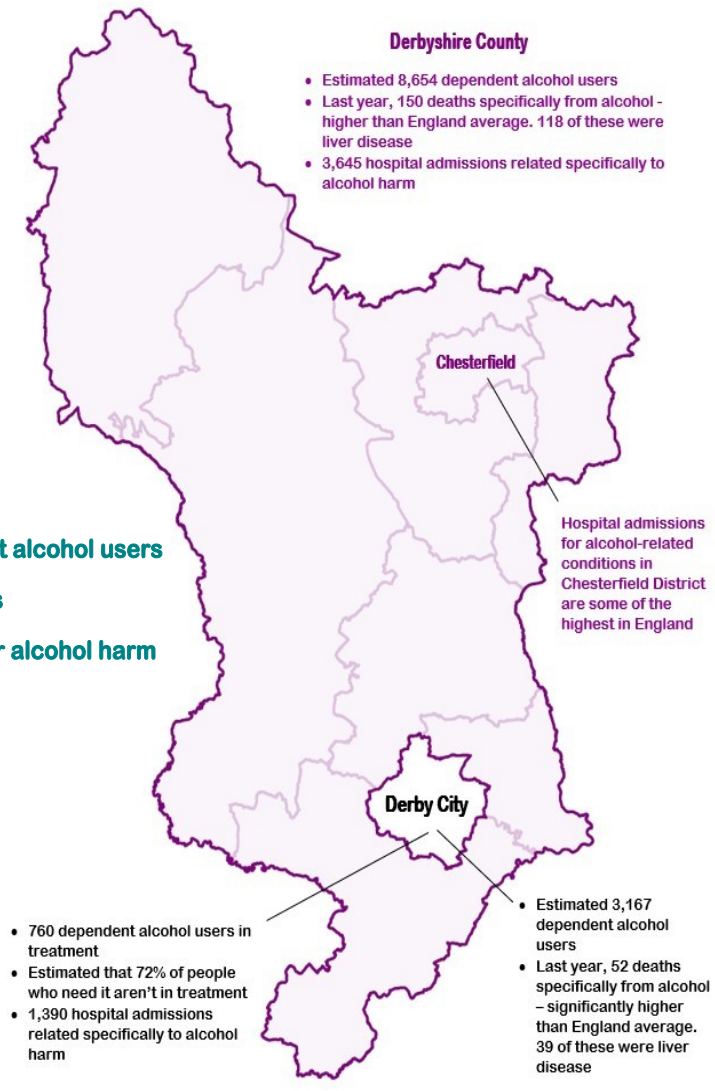 Derbyshire County
• Estimated 8,654 dependent alcohol users
• Last year, 150 deaths specifically from alcohol -
higher than England average. 118 of these were
liver disease
• 3,645 hospital admissions related specifically to
alcohol harm
Chesterfield
Hospital admissions
for alcohol-related
conditions in
Chesterfield District
are some of the
highest in England
alcohol users
alcohol harm
Derby City
• 760 dependent alcohol users in
treatment
• Estimated that 72% of people
who need it aren't in treatment
• 1,390 hospital admissions
related specifically to alcohol
harm
• Estimated 3,167
dependent alcohol
users
• Last year, 52 deaths
specifically from alcohol
– significantly higher
than England average.
39 of these were liver
disease